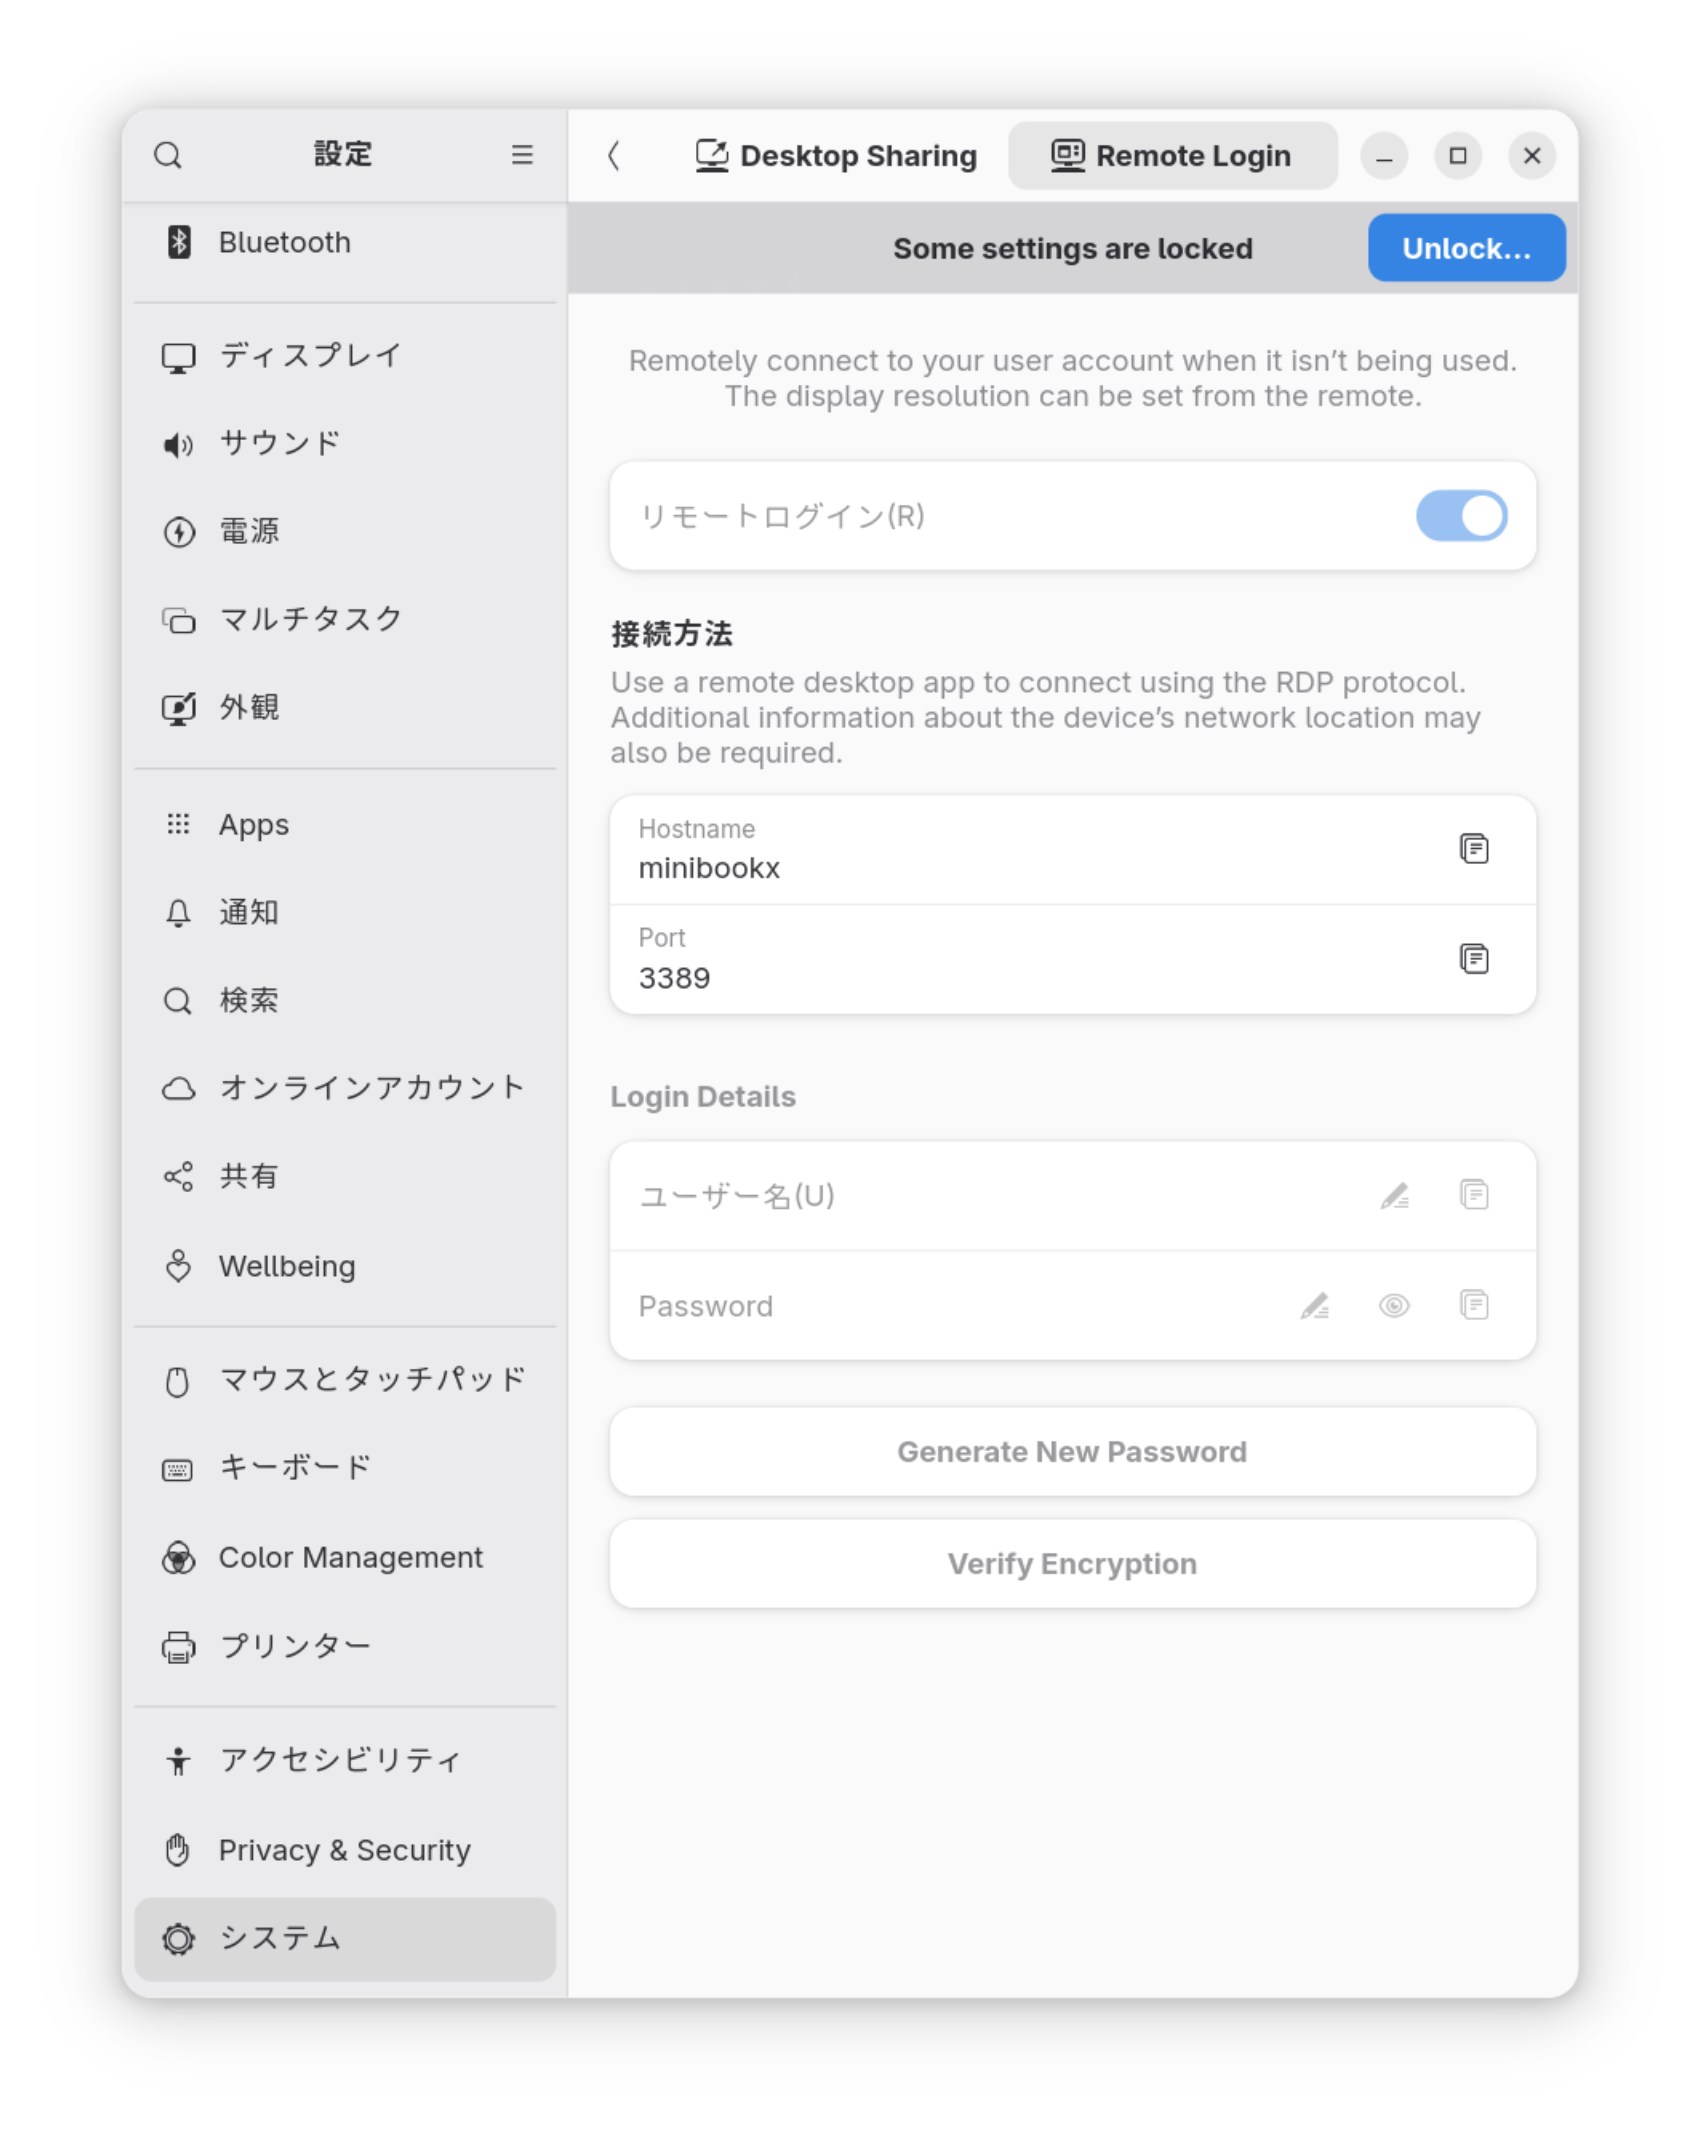 設定
Bluetooth
ディスプレイ
サウンド
電源
マルチタスク
外観
Apps
通知
検索
オンラインアカウント
共有
Wellbeing
マウスとタッチパッド
キーボード
Color Management
プリンター
アクセシビリティ
Privacy & Security
システム
Desktop Sharing
Remote Login
Some settings are locked
Unlock...
Remotely connect to your user account when it isn’t being used.
The display resolution can be set from the remote.
リモートログイン(R)
接続方法
Use a remote desktop app to connect using the RDP protocol.
Additional information about the device’s network location may
also be required.
Hostname
minibookx
Port
3389
Login Details
ユーザー名(U)
Password
Generate New Password
Verify Encryption